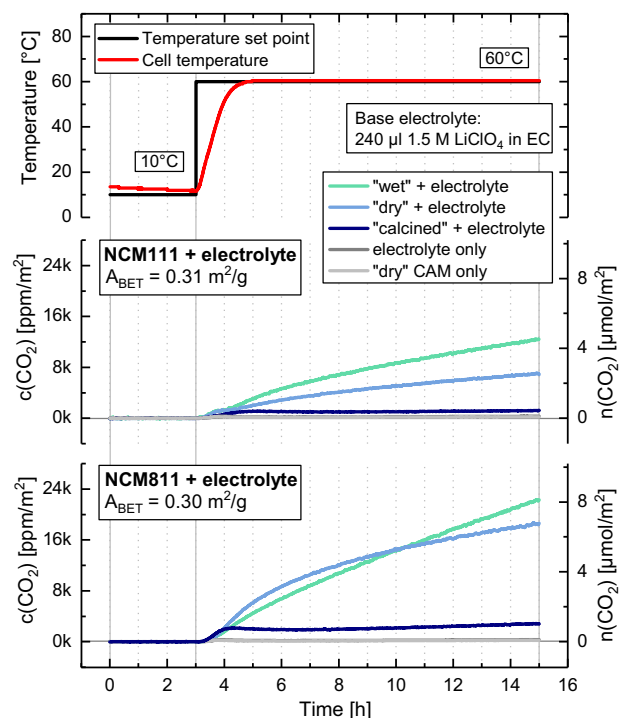 Temperature [°C]
80
60
40
20
0
Temperature set point
Cell temperature
60°C
10°C
Base electrolyte:
240 µl 1.5 M LiClO₄ in EC
"wet" + electrolyte
"dry" + electrolyte
"calcined" + electrolyte
electrolyte only
"dry" CAM only
NCM111 + electrolyte
A_BET = 0.31 m²/g
c(CO₂) [ppm/m²]
24k
16k
8k
0k
n(CO₂) [µmol/m²]
8
4
0
NCM811 + electrolyte
A_BET = 0.30 m²/g
c(CO₂) [ppm/m²]
24k
16k
8k
0k
n(CO₂) [µmol/m²]
8
4
0
0 2 4 6 8 10 12 14 16
Time [h]